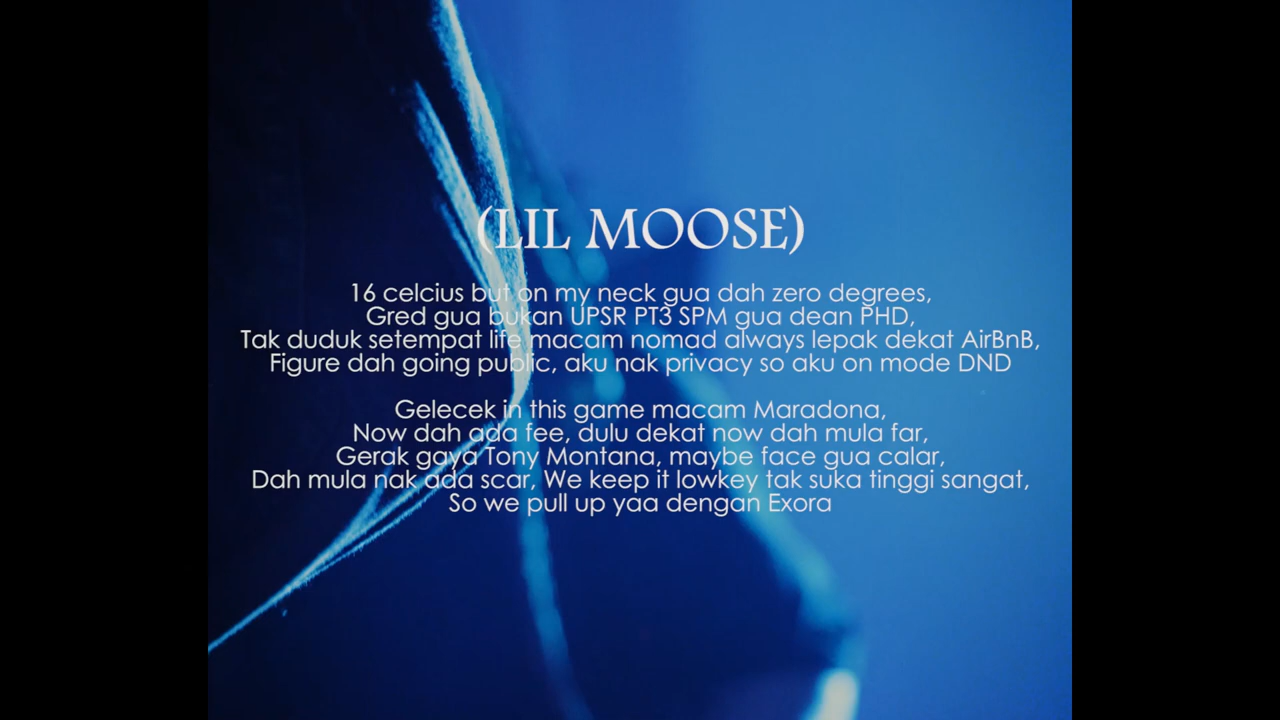 (LIL MOOSE)
16 celcius but on my neck gua dah zero degrees,
Gred gua bukan UPSR PT3 SPM gua dean PHD,
Tak duduk setempat life macam nomad always lepak dekat AirBnB,
Figure dah going public, aku nak privacy so aku on mode DND
Gelecek in this game macam Maradona,
Now dah ada fee, dulu dekat now dah mula far,
Gerak gaya Tony Montana, maybe face gua calar,
Dah mula nak ada scar, We keep it lowkey tak suka tinggi sangat,
So we pull up yaa dengan Exora